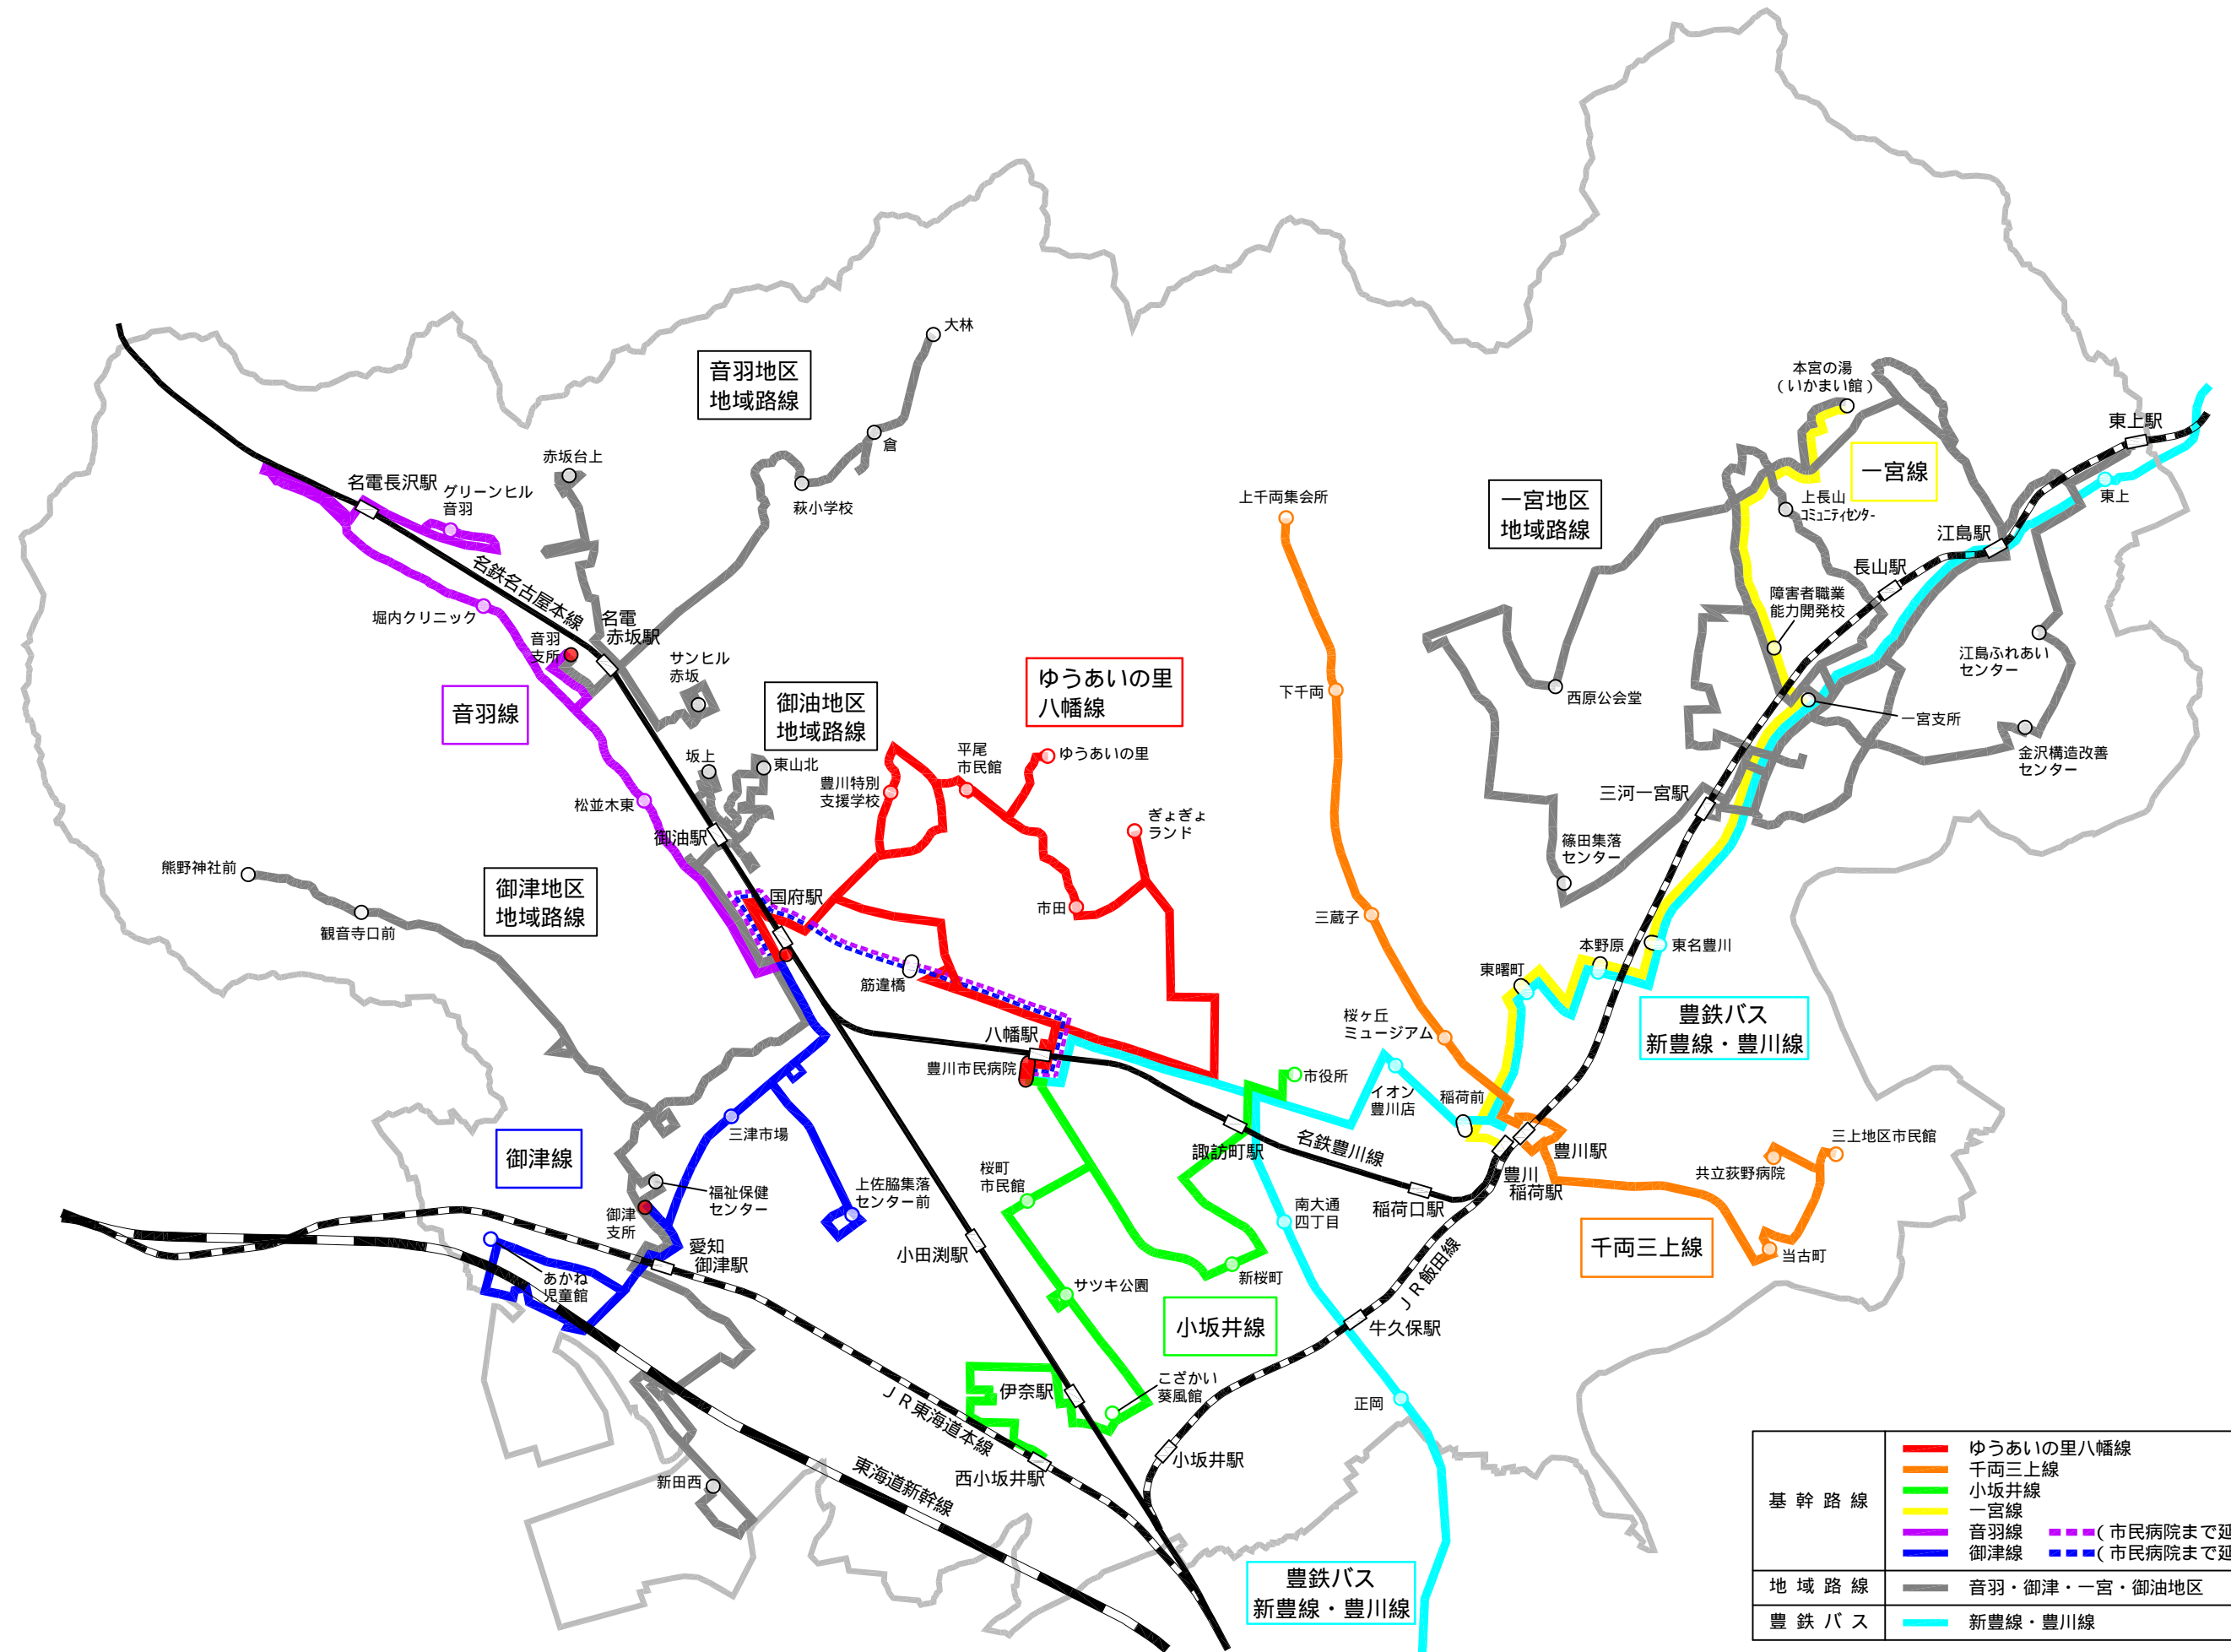 大林
音羽地区
地域路線
倉
本宮の湯
(いかまい館)
東上駅
赤坂台上
一宮線
名電長沢駅
グリーンヒル
音羽
萩小学校
上千両集会所
一宮地区
地域路線
上長山
コミュニティセンター
東上
江島駅
長山駅
名鉄名古屋本線
障害者職業
能力開発校
堀内クリニック
名電
赤坂駅
音羽
支所
サンヒル
赤坂
江島ふれあい
センター
ゆうあいの里
八幡線
下千両
西原公会堂
音羽線
御油地区
地域路線
一宮支所
金沢構造改善
センター
坂上
東山北
平尾
市民館
ゆうあいの里
豊川特別
支援学校
松並木東
三河一宮駅
ぎょぎょ
ランド
御油駅
篠田集落
センター
熊野神社前
御津地区
地域路線
国府駅
市田
三蔵子
観音寺口前
本野原
東名豊川
東曙町
筋違橋
桜ヶ丘
ミュージアム
豊鉄バス
新豊線・豊川線
八幡駅
豊川市民病院
市役所
イオン
豊川店
稲荷前
三津市場
諏訪町駅
名鉄豊川線
豊川駅
三上地区市民館
御津線
桜町
市民館
豊川
稲荷駅
共立荻野病院
福祉保健
センター
上佐脇集落
センター前
稲荷口駅
御津
支所
南大通
四丁目
愛知
御津駅
小田渕駅
千両三上線
当古町
あかね
児童館
サツキ公園
新桜町
JR飯田線
小坂井線
牛久保駅
伊奈駅
こざかい
葵風館
正岡
JR東海道本線
小坂井駅
西小坂井駅
東海道新幹線
新田西
豊鉄バス
新豊線・豊川線
基幹路線
ゆうあいの里八幡線
千両三上線
小坂井線
一宮線
音羽線 (市民病院まで延
御津線 (市民病院まで延
地域路線 音羽・御津・一宮・御油地区
豊鉄バス 新豊線・豊川線